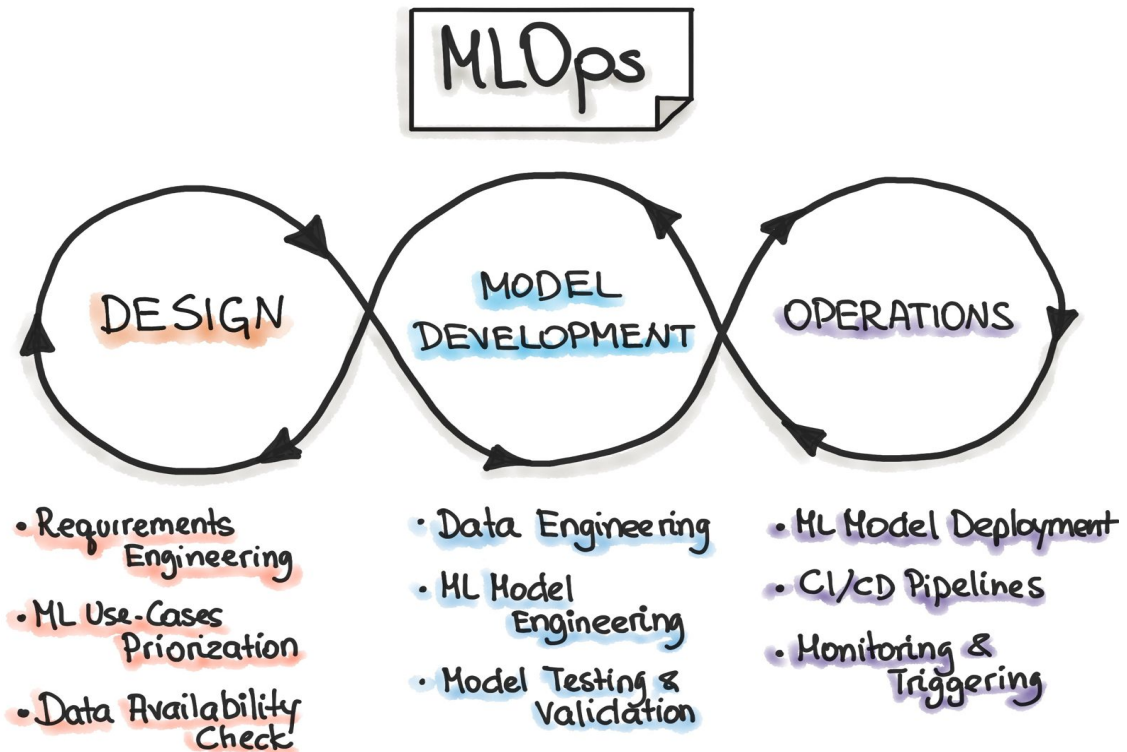 MLOps
DESIGN
MODEL
DEVELOPMENT
OPERATIONS
• Requirements
Engineering
• ML Use-Cases
Priorization
• Data Availability
Check
• Data Engineering
• ML Model
Engineering
• Model Testing &
Validation
• ML Model Deployment
• CI/CD Pipelines
• Monitoring &
Triggering